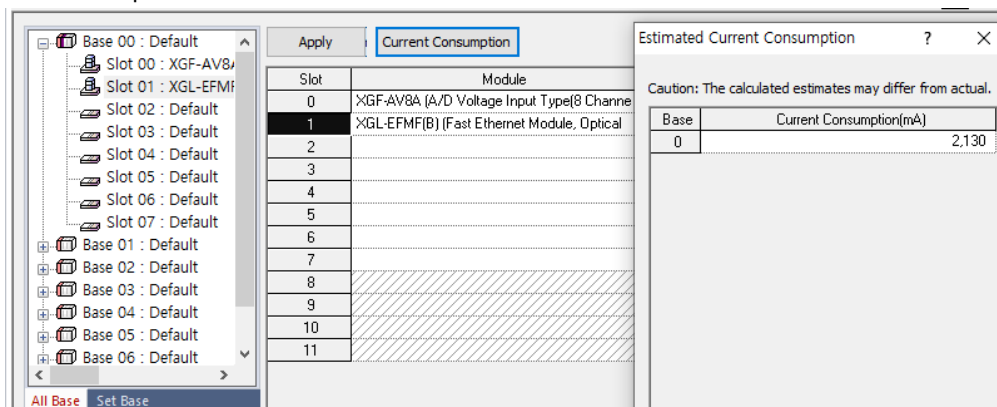 Base 00 : Default
Slot 00 : XGF-AV8A
Slot 01 : XGL-EFMF
Slot 02 : Default
Slot 03 : Default
Slot 04 : Default
Slot 05 : Default
Slot 06 : Default
Slot 07 : Default
Base 01 : Default
Base 02 : Default
Base 03 : Default
Base 04 : Default
Base 05 : Default
Base 06 : Default
All Base Set Base
Apply Current Consumption
Slot Module
0 XGF-AV8A (A/D Voltage Input Type(8 Channe
1 XGL-EFMF(B) (Fast Ethernet Module, Optical
2
3
4
5
6
7
8
9
10
11
Estimated Current Consumption ? ×
Caution: The calculated estimates may differ from actual.
Base Current Consumption(mA)
0 2,130